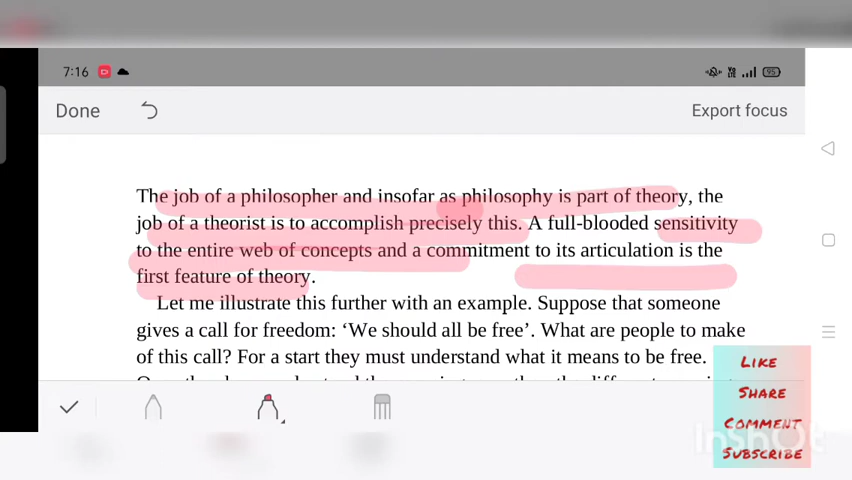 7:16
95
Done
Export focus
The job of a philosopher and insofar as philosophy is part of theory, the
job of a theorist is to accomplish precisely this. A full-blooded sensitivity
to the entire web of concepts and a commitment to its articulation is the
first feature of theory.
Let me illustrate this further with an example. Suppose that someone
gives a call for freedom: ‘We should all be free’. What are people to make
of this call? For a start they must understand what it means to be free.
LIKE
SHARE
COMMENT
SUBSCRIBE
InShOt